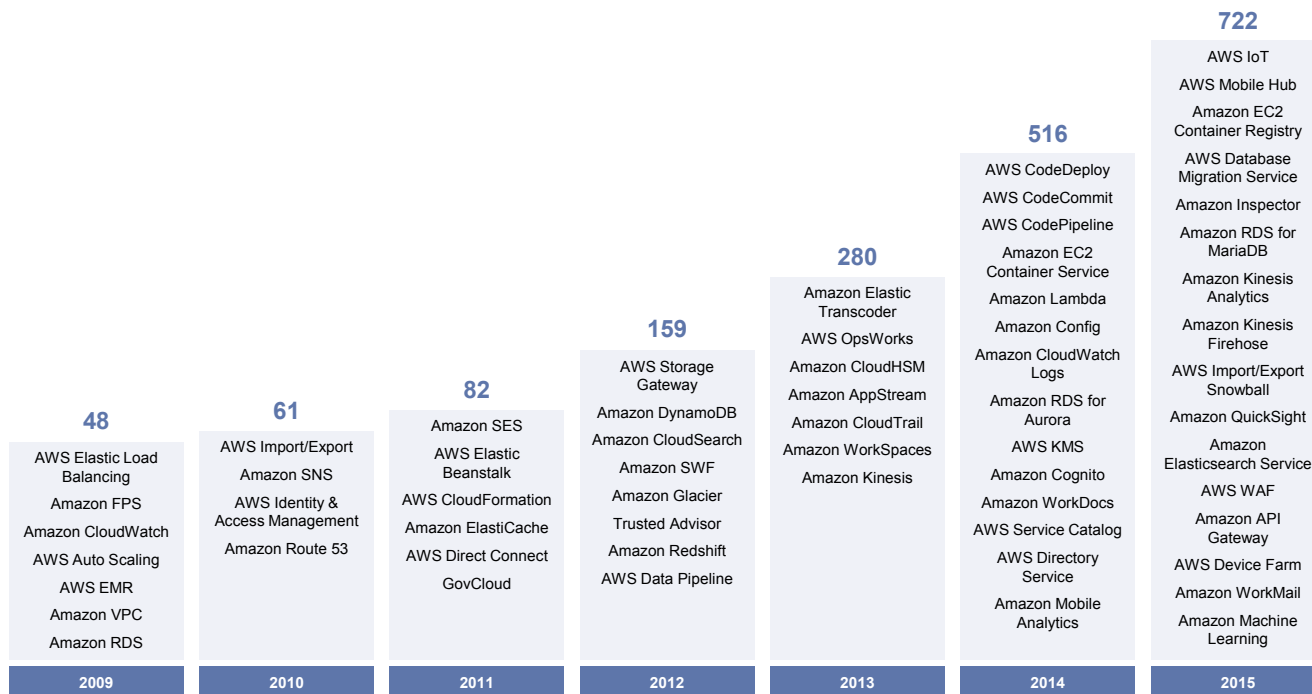 48
AWS Elastic Load
Balancing
Amazon FPS
Amazon CloudWatch
AWS Auto Scaling
AWS EMR
Amazon VPC
Amazon RDS
2009
61
AWS Import/Export
Amazon SNS
AWS Identity &
Access Management
Amazon Route 53
2010
82
Amazon SES
AWS Elastic
Beanstalk
AWS CloudFormation
Amazon ElastiCache
AWS Direct Connect
GovCloud
2011
159
AWS Storage
Gateway
Amazon DynamoDB
Amazon CloudSearch
Amazon SWF
Amazon Glacier
Trusted Advisor
Amazon Redshift
AWS Data Pipeline
2012
280
Amazon Elastic
Transcoder
AWS OpsWorks
Amazon CloudHSM
Amazon AppStream
Amazon CloudTrail
Amazon WorkSpaces
Amazon Kinesis
2013
516
AWS CodeDeploy
AWS CodeCommit
AWS CodePipeline
Amazon EC2
Container Service
Amazon Lambda
Amazon Config
Amazon CloudWatch
Logs
Amazon RDS for
Aurora
AWS KMS
Amazon Cognito
Amazon WorkDocs
AWS Service Catalog
AWS Directory
Service
Amazon Mobile
Analytics
2014
722
AWS IoT
AWS Mobile Hub
Amazon EC2
Container Registry
AWS Database
Migration Service
Amazon Inspector
Amazon RDS for
MariaDB
Amazon Kinesis
Analytics
Amazon Kinesis
Firehose
AWS Import/Export
Snowball
Amazon QuickSight
Amazon
Elasticsearch Service
AWS WAF
Amazon API
Gateway
AWS Device Farm
Amazon WorkMail
Amazon Machine
Learning
2015